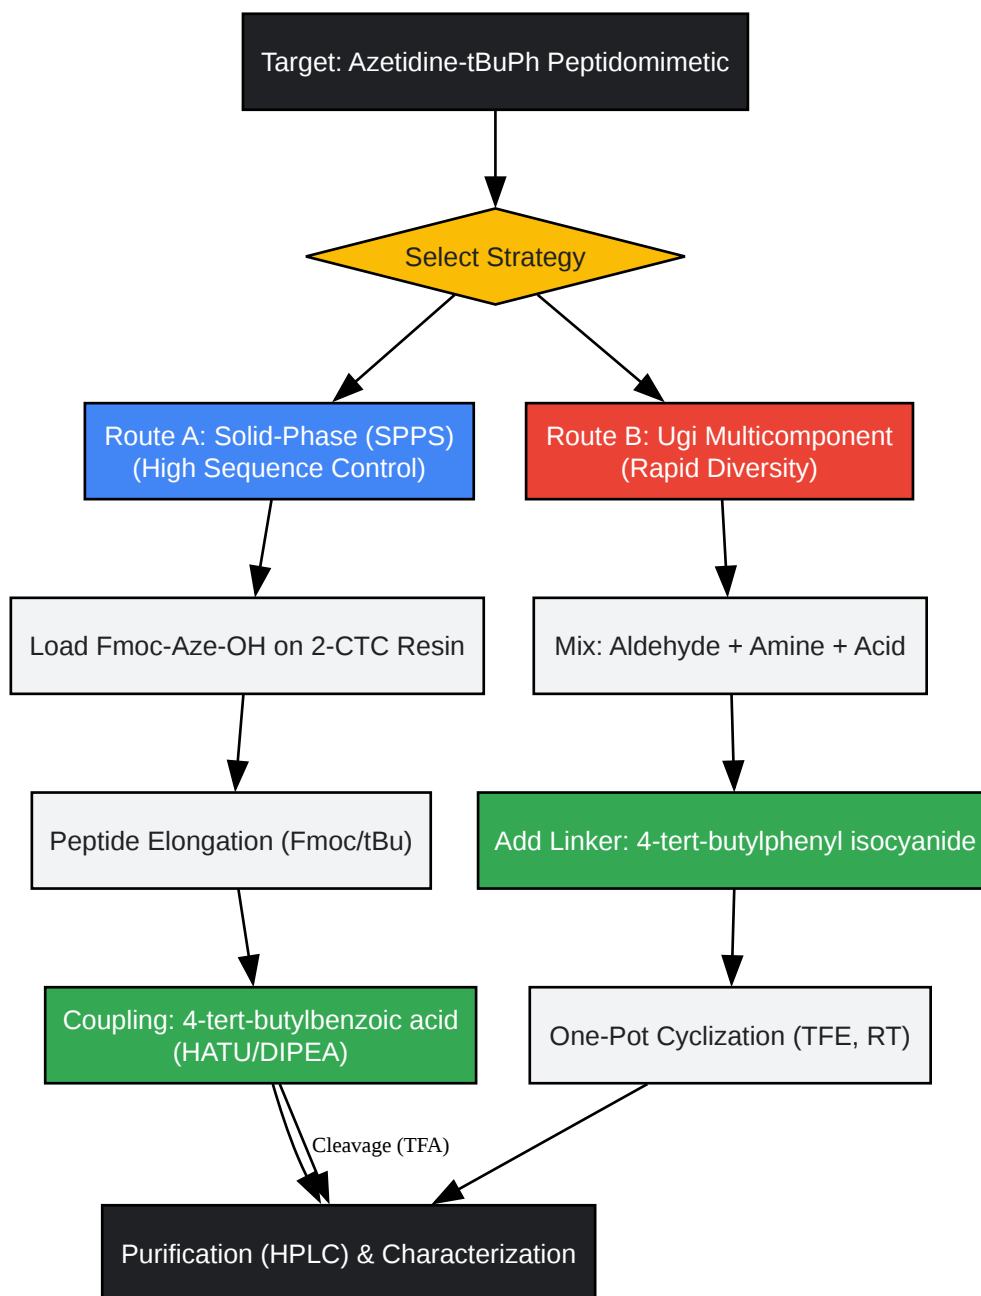 Target: Azetidine-tBuPh Peptidomimetic
Select Strategy
Route A: Solid-Phase (SPPS)
(High Sequence Control)
Route B: Ugi Multicomponent
(Rapid Diversity)
Load Fmoc-Aze-OH on 2-CTC Resin
Mix: Aldehyde + Amine + Acid
Peptide Elongation (Fmoc/tBu)
Add Linker: 4-tert-butylphenyl isocyanide
Coupling: 4-tert-butylbenzoic acid
(HATU/DIPEA)
One-Pot Cyclization (TFE, RT)
Cleavage (TFA)
Purification (HPLC) & Characterization